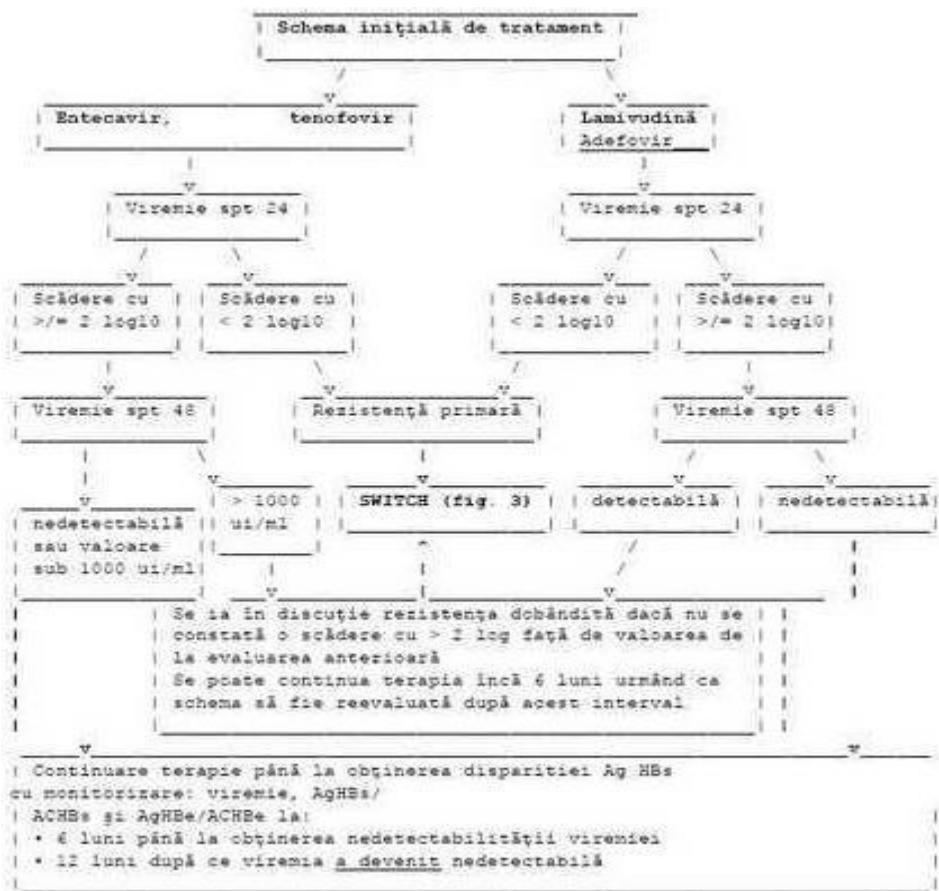 Schema iniţială de tratament
Entecavir, tenofovir
Lamivudină
Adefovir
Viremie spt 24
Viremie spt 24
Scădere cu
>/= 2 log10
Scădere cu
< 2 log10
Scădere cu
< 2 log10
Scădere cu
>/= 2 log10
Viremie spt 48
Rezistenţă primară
Viremie spt 48
nedetectabilă
sau valoare
sub 1000 ui/ml
> 1000
ui/ml
SWITCH (fig. 3)
detectabilă
nedetectabilă
Se ia în discuţie rezistenţa dobândită dacă nu se
constată o scădere cu > 2 log faţă de valoarea de
la evaluarea anterioară
Se poate continua terapia încă 6 luni urmând ca
schema să fie reevaluată după acest interval
Continuare terapie până la obţinerea dispariţiei Ag HBs
cu monitorizare: viremie, AgHBs/
ACHBs şi AgHBe/ACHBe la:
• 6 luni până la obţinerea nedetectabilităţii viremiei
• 12 luni după ce viremia a devenit nedetectabilă